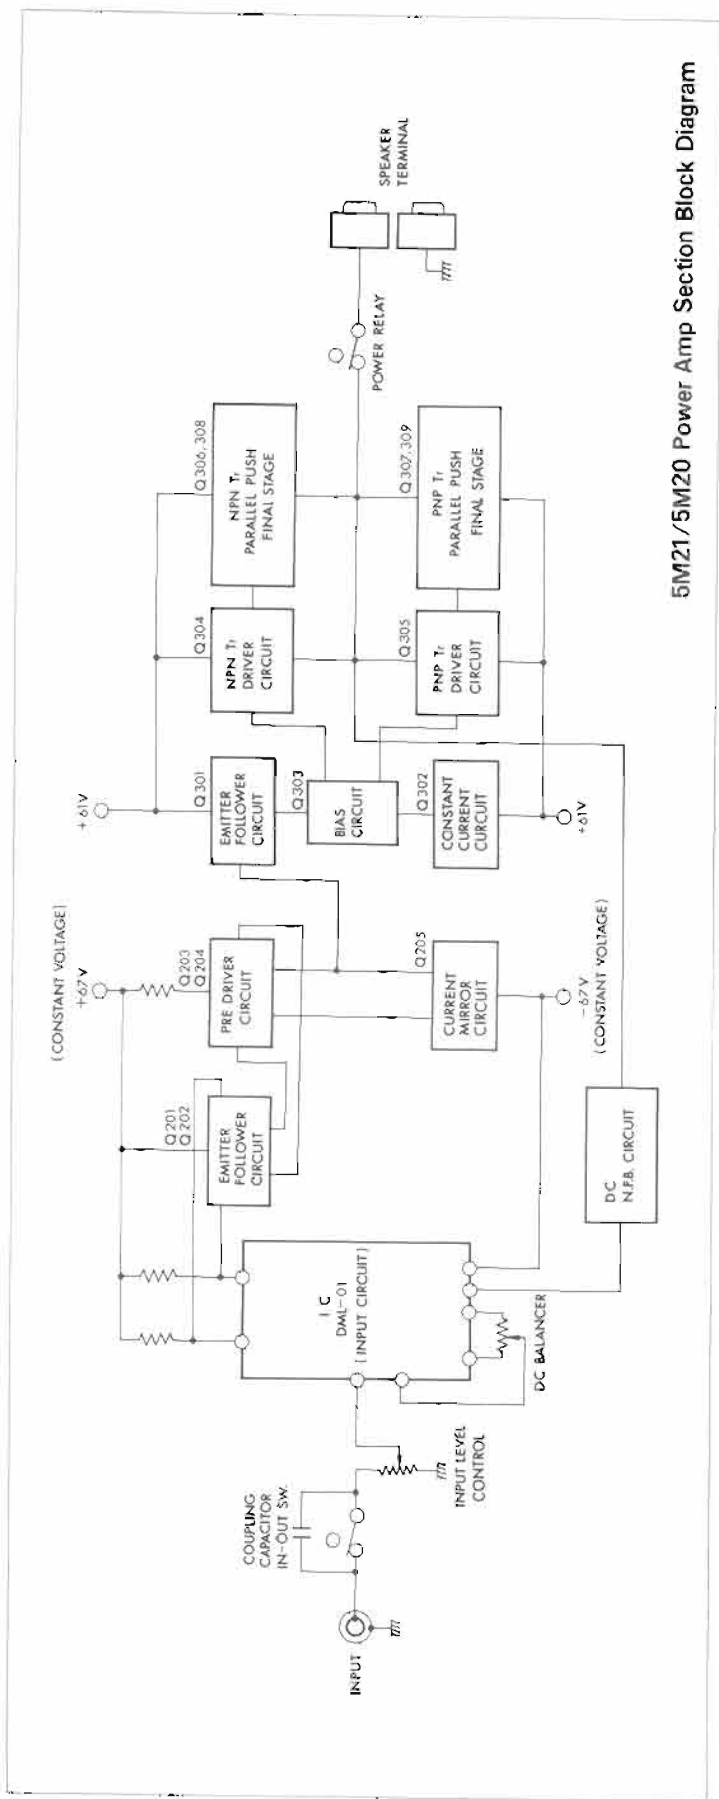 INPUT
COUPLING
CAPACITOR
IN-OUT SW.
INPUT LEVEL
CONTROL
I C
DML-01
(INPUT CIRCUIT)
DC BALANCER
Q201
Q202
EMITTER
FOLLOWER
CIRCUIT
(CONSTANT VOLTAGE)
+67V
Q203
Q204
PRE DRIVER
CIRCUIT
Q205
CURRENT
MIRROR
CIRCUIT
-67V
(CONSTANT VOLTAGE)
DC
N.F.B. CIRCUIT
+61V
Q301
EMITTER
FOLLOWER
CIRCUIT
Q303
BIAS
CIRCUIT
Q302
CONSTANT
CURRENT
CURCUIT
+61V
Q304
NPN Tr
DRIVER
CIRCUIT
Q305
PNP Tr
DRIVER
CIRCUIT
Q306,308
NPN Tr
PARALLEL PUSH
FINAL STAGE
Q307,309
PNP Tr
PARALLEL PUSH
FINAL STAGE
POWER RELAY
SPEAKER
TERMINAL
5M21/5M20 Power Amp Section Block Diagram